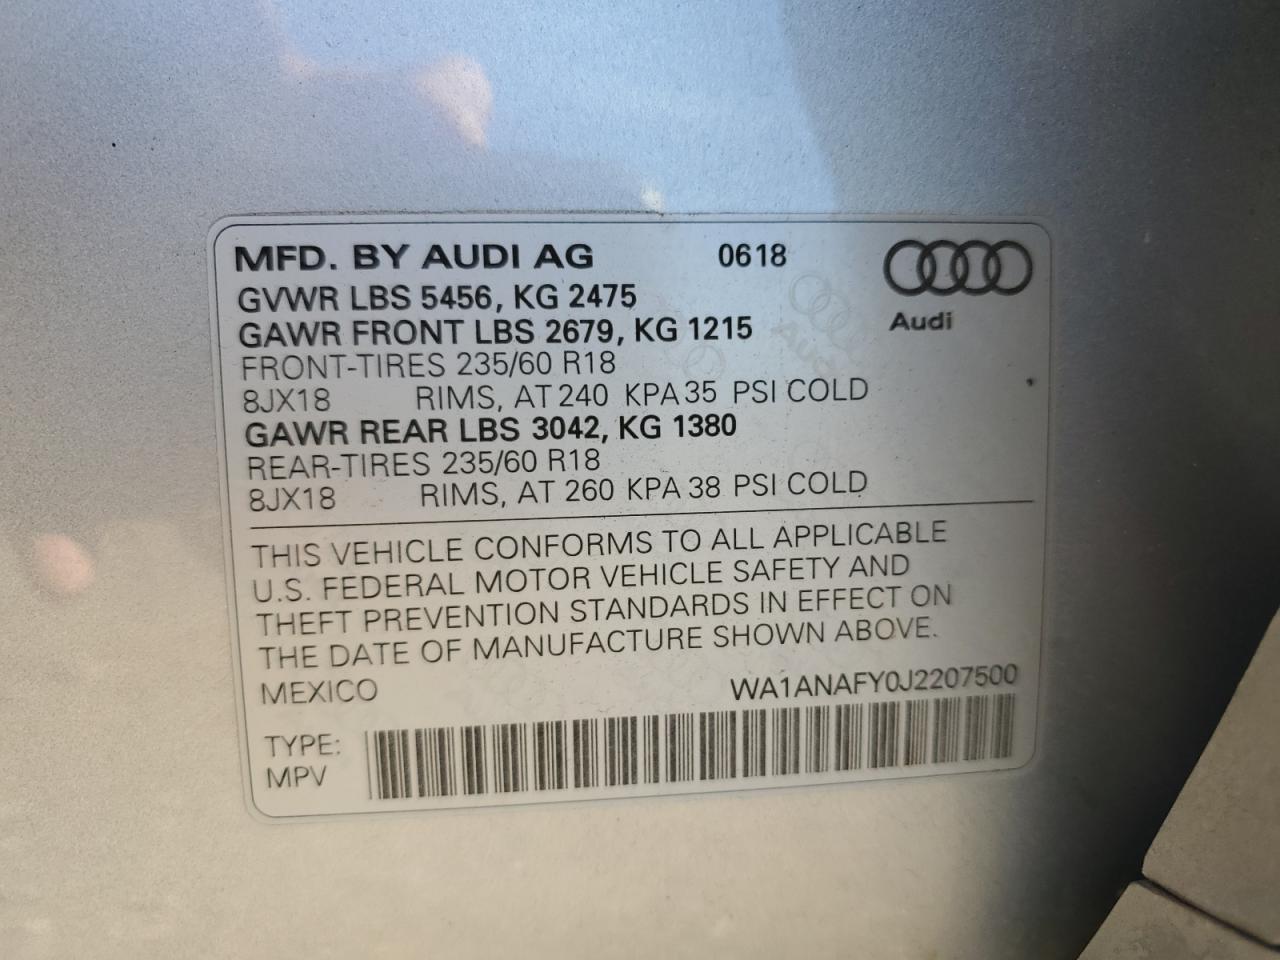 MFD. BY AUDI AG 0618
GVWR LBS 5456, KG 2475
Audi
GAWR FRONT LBS 2679, KG 1215
FRONT-TIRES 235/60 R18
8JX18 RIMS, AT 240 KPA 35 PSI COLD
GAWR REAR LBS 3042, KG 1380
REAR-TIRES 235/60 R18
8JX18 RIMS, AT 260 KPA 38 PSI COLD
THIS VEHICLE CONFORMS TO ALL APPLICABLE
U.S. FEDERAL MOTOR VEHICLE SAFETY AND
THEFT PREVENTION STANDARDS IN EFFECT ON
THE DATE OF MANUFACTURE SHOWN ABOVE.
MEXICO WA1ANAFY0J2207500
TYPE:
MPV